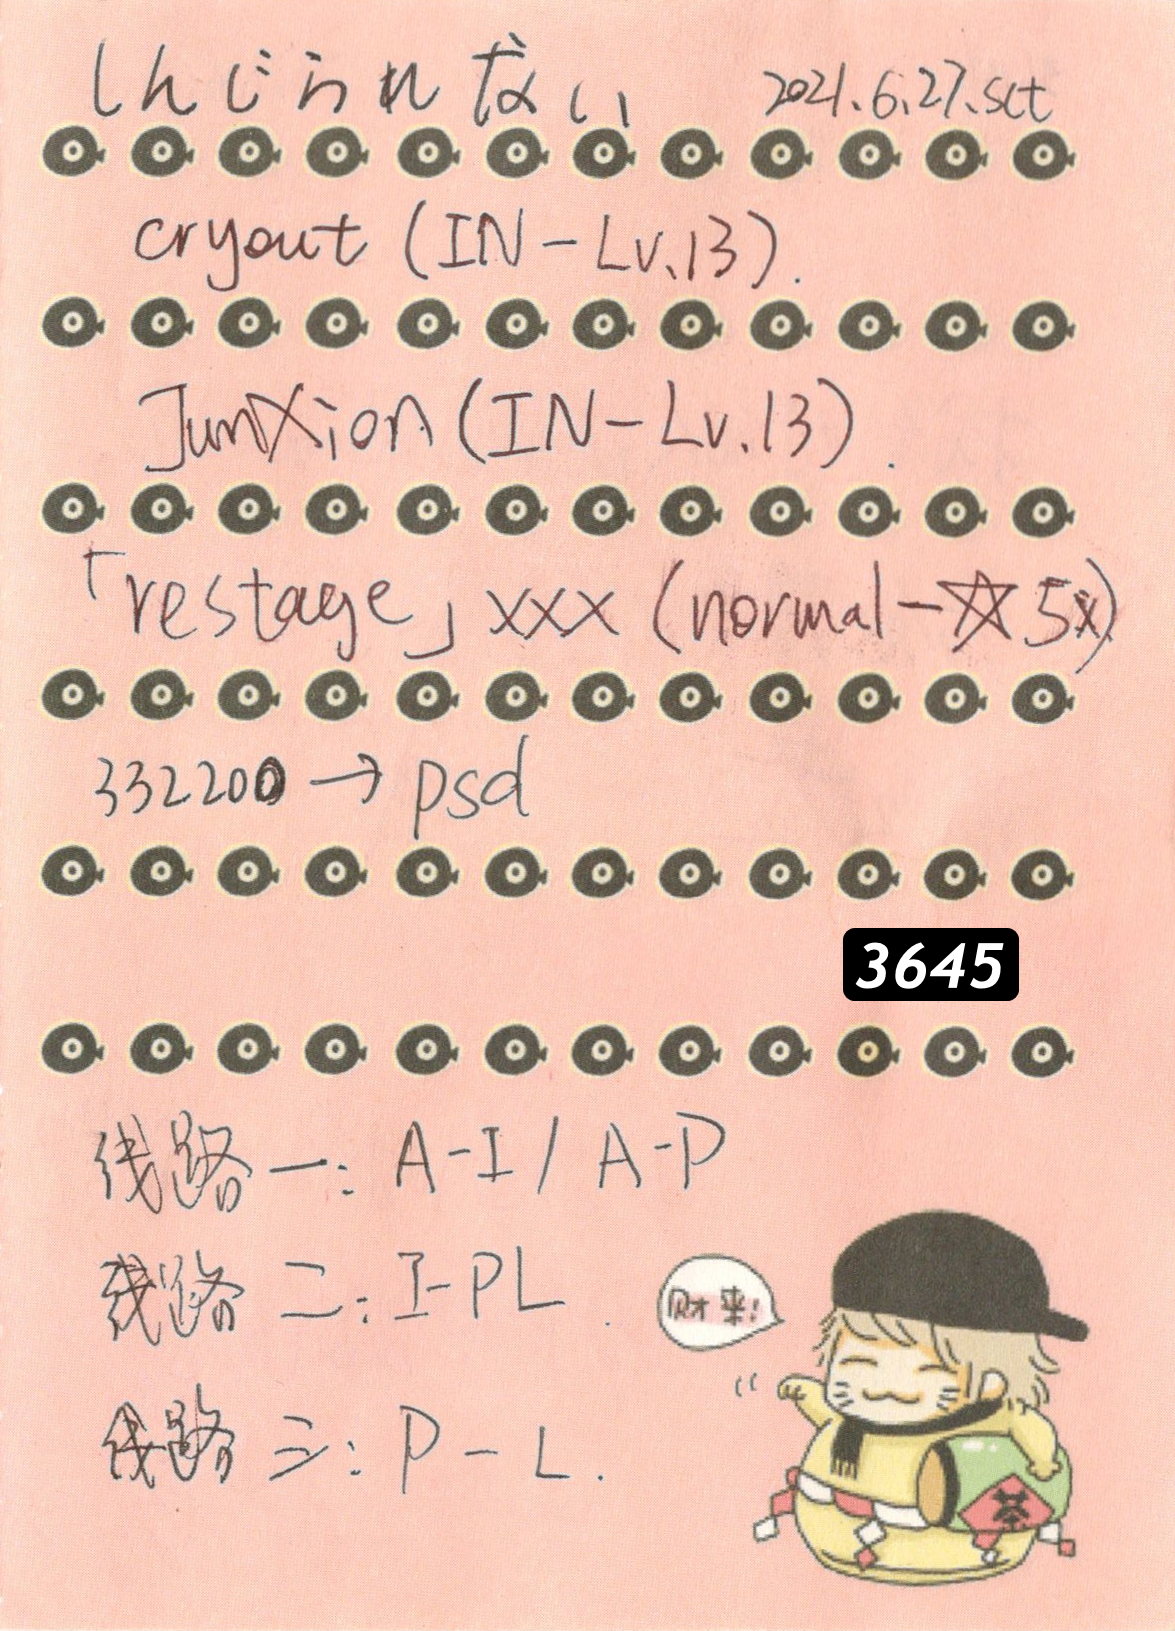 しんじられない 2021.6.27.sct
cryout (IN-Lv.13).
JunXion (IN-Lv.13).
「restage」xxx (normal-☆5x)
332200→psd
3645
线路一: A-I / A-P
线路二: I-PL.
线路三: P-L.
财来!
茶